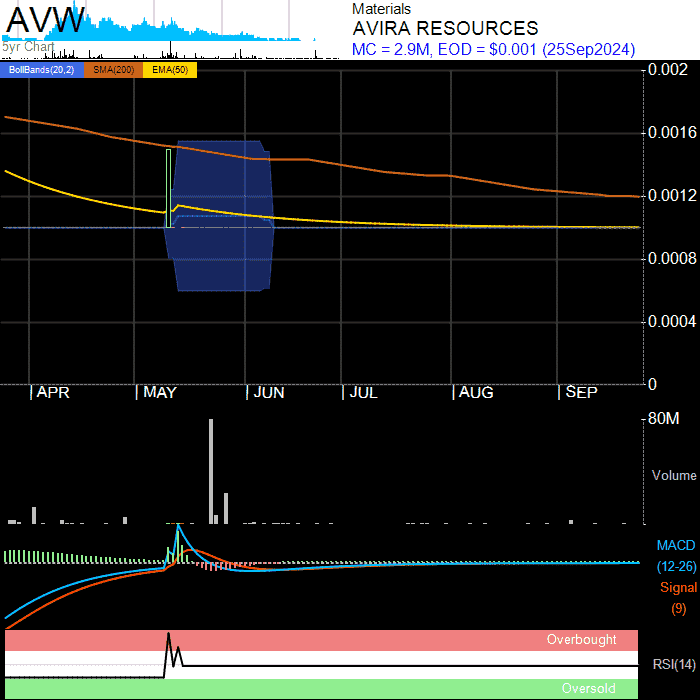 AVW
5yr Chart
Materials
AVIRA RESOURCES
MC = 2.9M, EOD = $0.001 (25Sep2024)
BollBands(20,2) SMA(200) EMA(50)
0.002
0.0016
0.0012
0.0008
0.0004
0
APR MAY JUN JUL AUG SEP
80M
Volume
MACD
(12-26)
Signal
(9)
Overbought
RSI(14)
Oversold